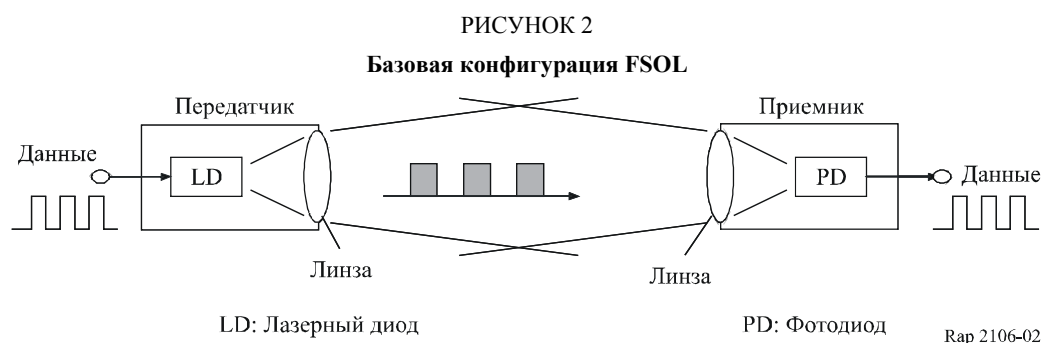 РИСУНОК 2
Базовая конфигурация FSOL
Передатчик
Приемник
Данные
LD
PD
Данные
Линза
Линза
LD: Лазерный диод
PD: Фотодиод
Rap 2106-02